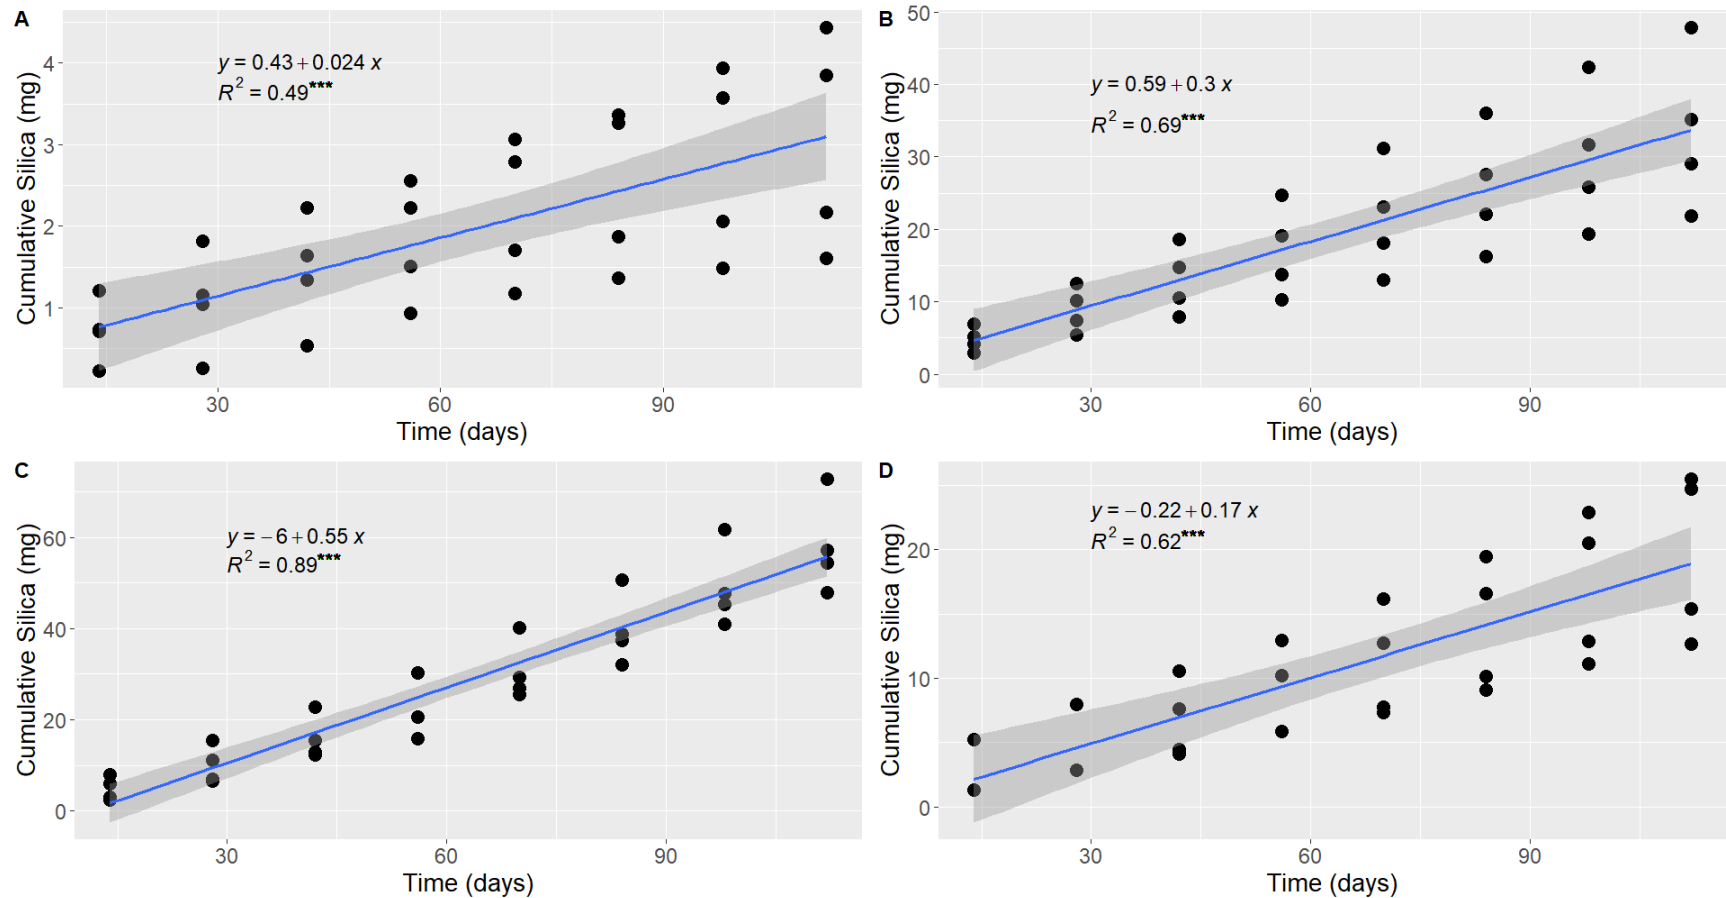 A
y = 0.43 + 0.024 x
R² = 0.49***
4
3
2
1
Cumulative Silica (mg)
30 60 90
Time (days)
B
y = 0.59 + 0.3 x
R² = 0.69***
50
40
30
20
10
0
Cumulative Silica (mg)
30 60 90
Time (days)
C
y = −6 + 0.55 x
R² = 0.89***
60
40
20
0
Cumulative Silica (mg)
30 60 90
Time (days)
D
y = −0.22 + 0.17 x
R² = 0.62***
20
10
0
Cumulative Silica (mg)
30 60 90
Time (days)